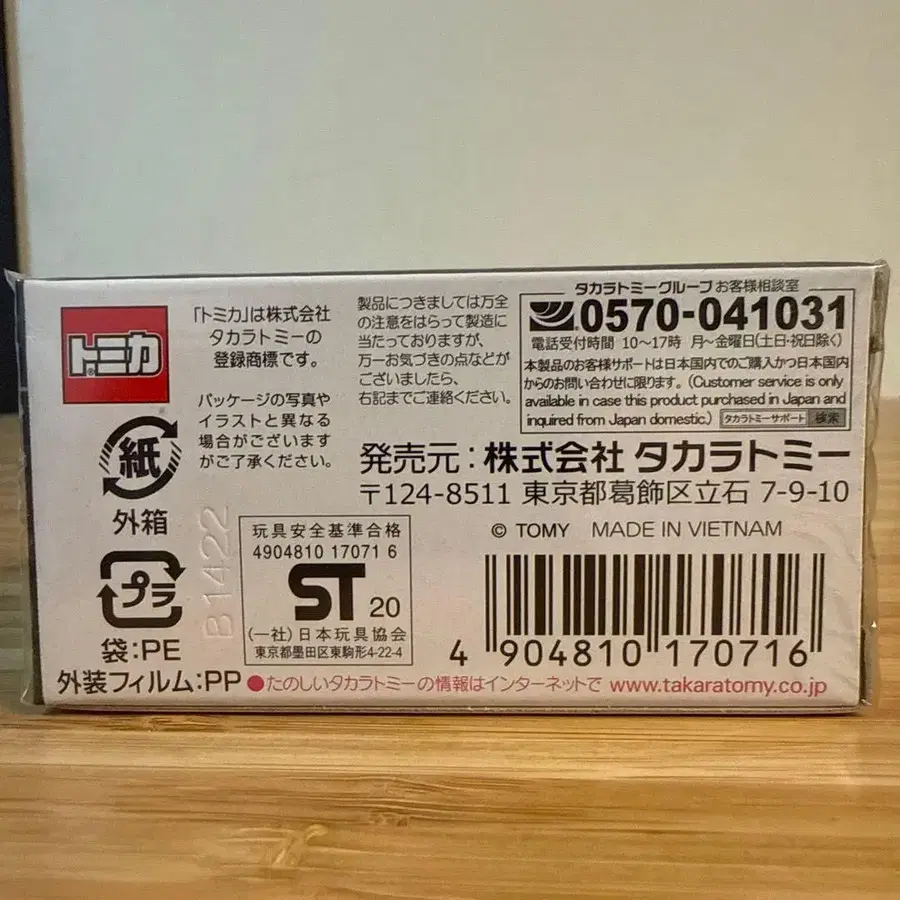 トミカ®
「トミカ」は株式会社
タカラトミーの
登録商標です。
パッケージの写真や
イラストと異なる
場合がございます
がご了承ください。
製品につきましては万全
の注意をはらって製造に
当たっておりますが、
万一お気づきの点などが
ございましたら、
右記までご連絡ください。
タカラトミーグループ お客様相談室
0570-041031
電話受付時間 10〜17時 月〜金曜日(土日・祝日除く)
本製品のお客様サポートは日本国内でのご購入かつ日本国内
からのお問い合わせに限ります。(Customer service is only
available in case this product purchased in Japan and
inquired from Japan domestic.) タカラトミーサポート 検索
発売元:株式会社 タカラトミー
〒124-8511 東京都葛飾区立石 7-9-10
© TOMY MADE IN VIETNAM
紙
外箱
プラ
袋:PE
外装フィルム:PP
B1422
玩具安全基準合格
4904810 17071 6
ST 20
(一社)日本玩具協会
東京都墨田区東駒形4-22-4
4 904810 170716
●たのしいタカラトミーの情報はインターネットで www.takaratomy.co.jp